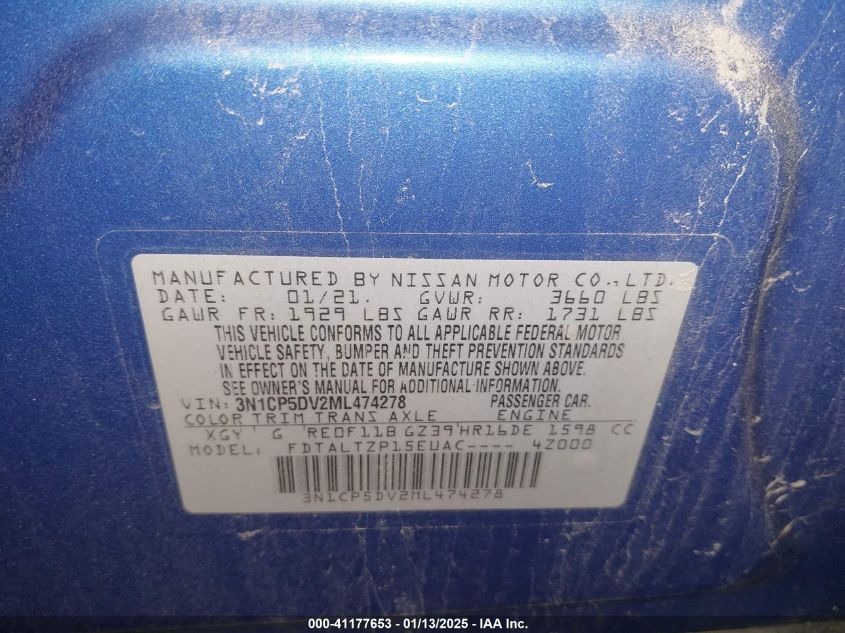 MANUFACTURED BY NISSAN MOTOR CO., LTD.
DATE: 01/21. GVWR: 3660 LBS
GAWR FR: 1929 LBS GAWR RR: 1731 LBS
THIS VEHICLE CONFORMS TO ALL APPLICABLE FEDERAL MOTOR
VEHICLE SAFETY, BUMPER AND THEFT PREVENTION STANDARDS
IN EFFECT ON THE DATE OF MANUFACTURE SHOWN ABOVE.
SEE OWNER'S MANUAL FOR ADDITIONAL INFORMATION.
VIN: 3N1CP5DV2ML474278 PASSENGER CAR.
COLOR TRIM TRANS AXLE ENGINE
XGY G RE0F11B GZ39 HR16DE 1598 CC
MODEL: FDTALTZP15EUAC---- 4Z000
3N1CP5DV2ML474278
000-41177653 - 01/13/2025 - © IAA, Inc.